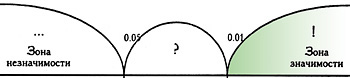 ...
Зона
незначимости
0.05
?
0.01
!
Зона
значимости